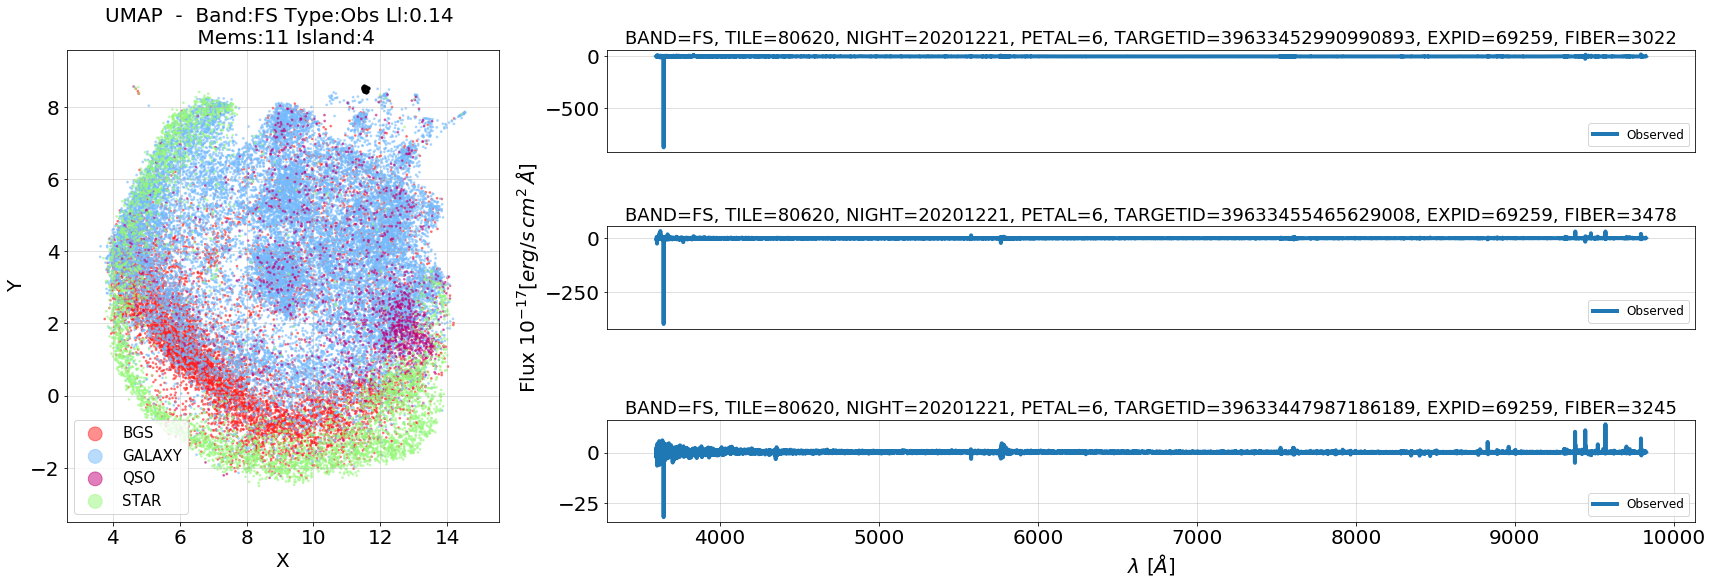 UMAP - Band:FS Type:Obs Ll:0.14
Mems:11 Island:4
8
6
4
2
0
−2
Y
4 6 8 10 12 14
X
BGS
GALAXY
QSO
STAR
Flux 10^{-17}[erg/s cm^2 Å]
BAND=FS, TILE=80620, NIGHT=20201221, PETAL=6, TARGETID=39633452990990893, EXPID=69259, FIBER=3022
0
−500
Observed
BAND=FS, TILE=80620, NIGHT=20201221, PETAL=6, TARGETID=39633455465629008, EXPID=69259, FIBER=3478
0
−250
Observed
BAND=FS, TILE=80620, NIGHT=20201221, PETAL=6, TARGETID=39633447987186189, EXPID=69259, FIBER=3245
0
−25
Observed
4000 5000 6000 7000 8000 9000 10000
λ [Å]